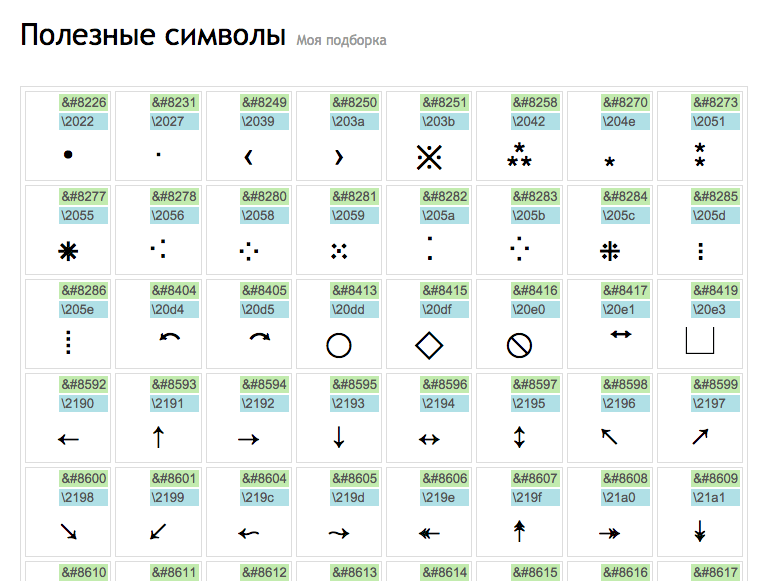 Полезные символы Моя подборка
&#8226 &#8231 &#8249 &#8250 &#8251 &#8258 &#8270 &#8273
\2022 \2027 \2039 \203a \203b \2042 \204e \2051
• ‧ ‹ › ※ ⁂ ⁎ ⁑
&#8277 &#8278 &#8280 &#8281 &#8282 &#8283 &#8284 &#8285
\2055 \2056 \2058 \2059 \205a \205b \205c \205d
⁕ ⁖ ⁘ ⁙ ⁚ ⁛ ⁜ ⁝
&#8286 &#8404 &#8405 &#8413 &#8415 &#8416 &#8417 &#8419
\205e \20d4 \20d5 \20dd \20df \20e0 \20e1 \20e3
⁞ ⃔ ⃕ ⃝ ⃟ ⃠ ⃡ ⃣
&#8592 &#8593 &#8594 &#8595 &#8596 &#8597 &#8598 &#8599
\2190 \2191 \2192 \2193 \2194 \2195 \2196 \2197
← ↑ → ↓ ↔ ↕ ↖ ↗
&#8600 &#8601 &#8604 &#8605 &#8606 &#8607 &#8608 &#8609
\2198 \2199 \219c \219d \219e \219f \21a0 \21a1
↘ ↙ ↜ ↝ ↞ ↟ ↠ ↡
&#8610 &#8611 &#8612 &#8613 &#8614 &#8615 &#8616 &#8617